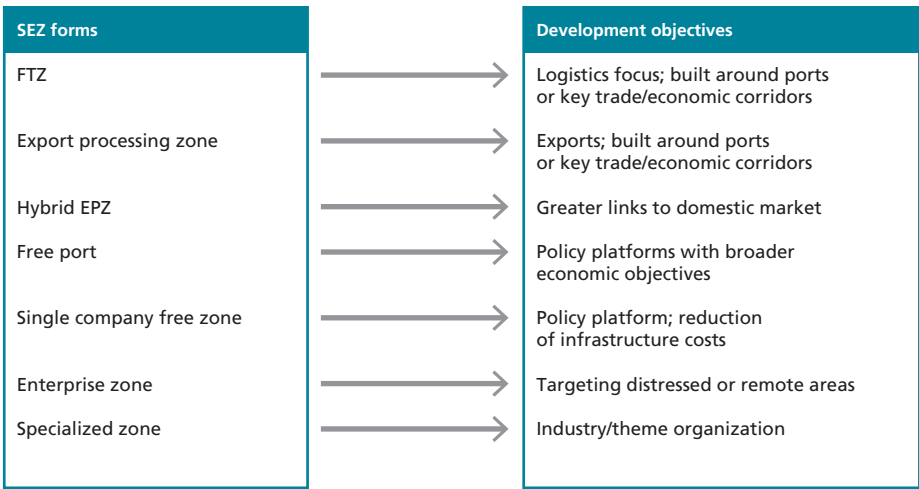 SEZ forms
Development objectives
FTZ
Logistics focus; built around ports
or key trade/economic corridors
Export processing zone
Exports; built around ports
or key trade/economic corridors
Hybrid EPZ
Greater links to domestic market
Free port
Policy platforms with broader
economic objectives
Single company free zone
Policy platform; reduction
of infrastructure costs
Enterprise zone
Targeting distressed or remote areas
Specialized zone
Industry/theme organization